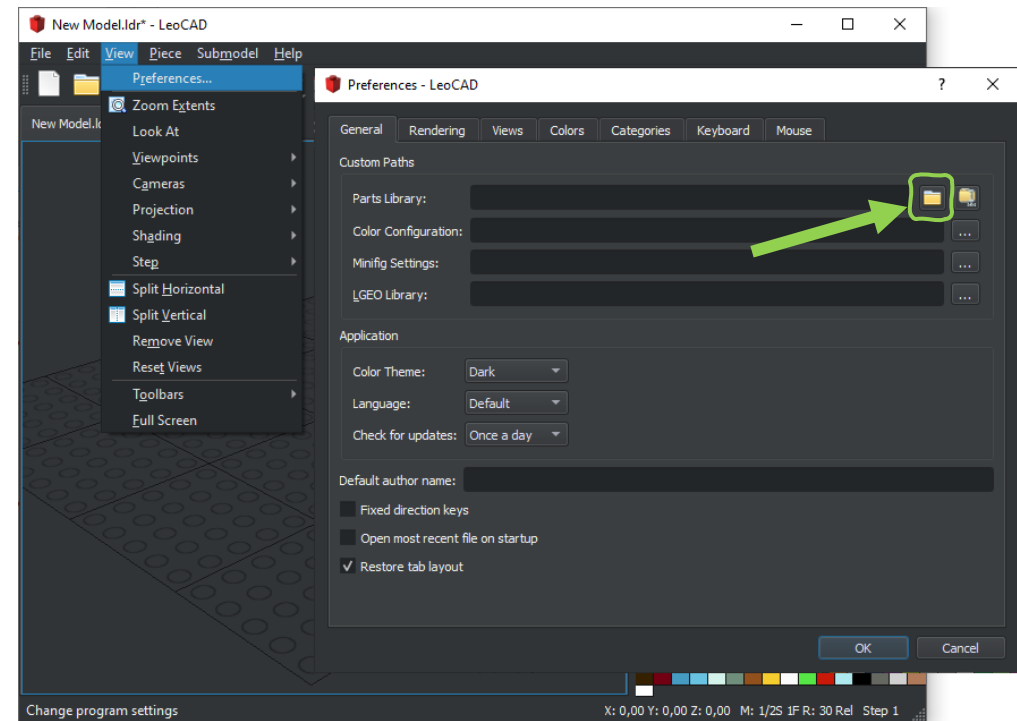 New Model.ldr* - LeoCAD
File Edit View Piece Submodel Help
Preferences...
Zoom Extents
Look At
Viewpoints
Cameras
Projection
Shading
Step
Split Horizontal
Split Vertical
Remove View
Reset Views
Toolbars
Full Screen
New Model.l
Preferences - LeoCAD
General Rendering Views Colors Categories Keyboard Mouse
Custom Paths
Parts Library:
Color Configuration: ...
Minifig Settings: ...
LGEO Library: ...
Application
Color Theme: Dark
Language: Default
Check for updates: Once a day
Default author name:
Fixed direction keys
Open most recent file on startup
Restore tab layout
OK Cancel
Change program settings
X: 0,00 Y: 0,00 Z: 0,00 M: 1/2S 1F R: 30 Rel Step 1